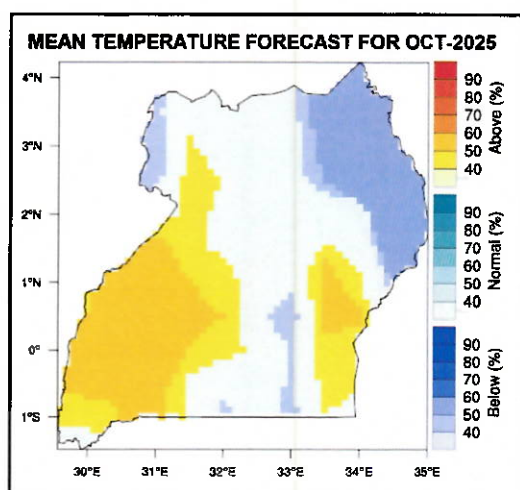 MEAN TEMPERATURE FORECAST FOR OCT-2025
4°N
3°N
2°N
1°N
0°
1°S
30°E 31°E 32°E 33°E 34°E 35°E
90
80
70
60
50
40
Above (%)
90
80
70
60
50
40
Normal (%)
90
80
70
60
50
40
Below (%)